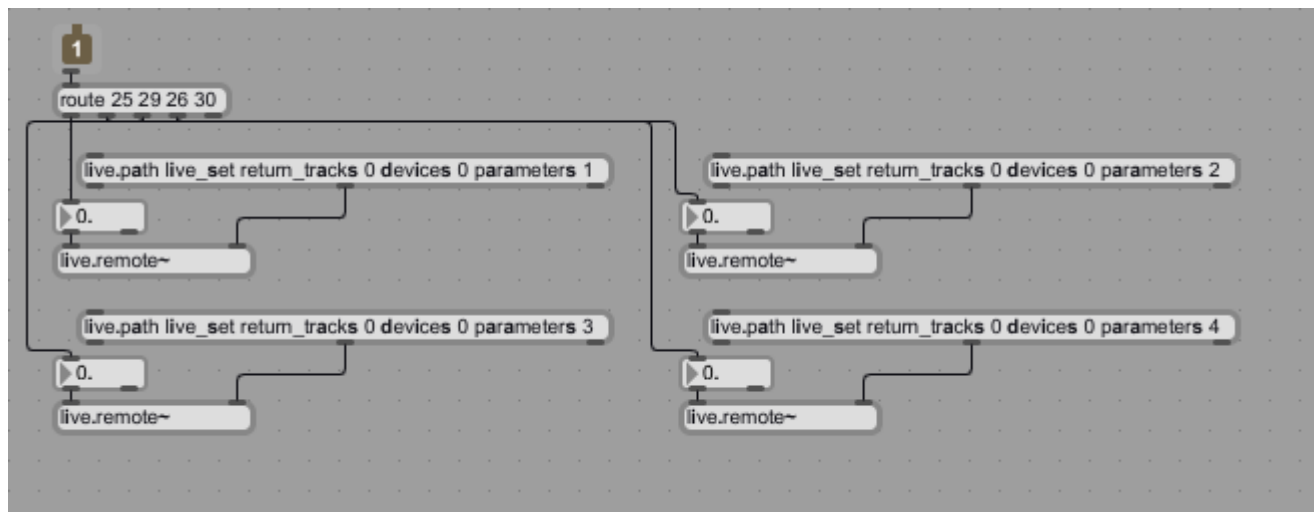 1
route 25 29 26 30
live.path live_set return_tracks 0 devices 0 parameters 1
live.path live_set return_tracks 0 devices 0 parameters 2
0.
0.
live.remote~
live.remote~
live.path live_set return_tracks 0 devices 0 parameters 3
live.path live_set return_tracks 0 devices 0 parameters 4
0.
0.
live.remote~
live.remote~